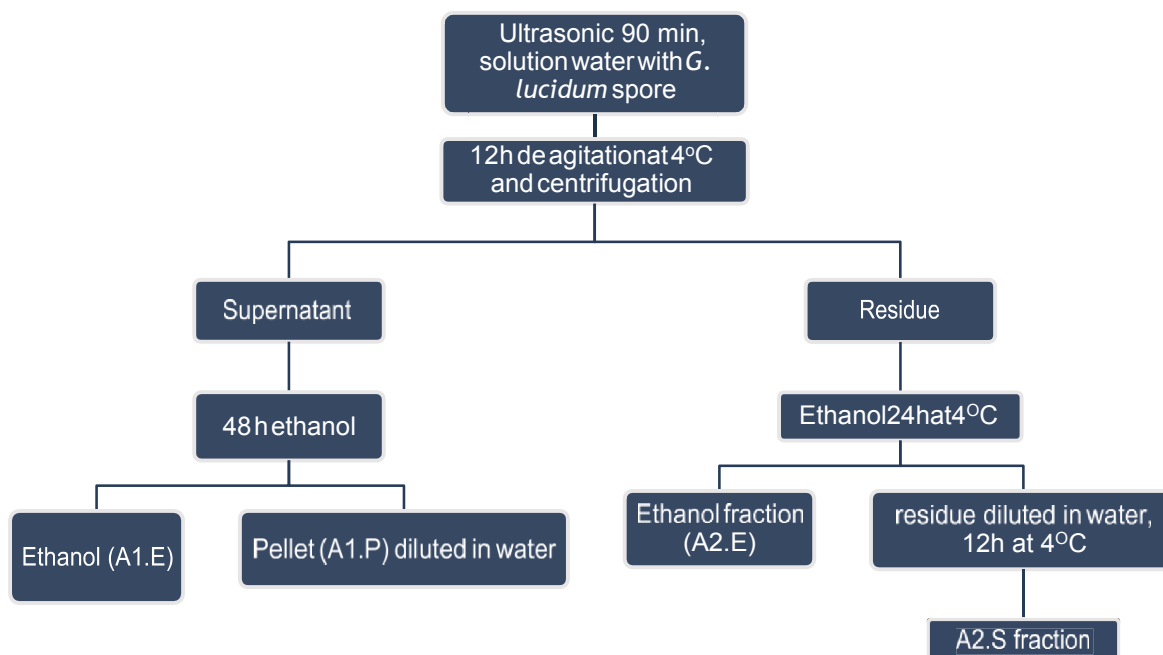 Ultrasonic 90 min,
solution water with G.
lucidum spore
12h de agitationat 4ºC
and centrifugation
Supernatant
Residue
48 h ethanol
Ethanol24hat4ºC
Ethanol (A1.E)
Pellet (A1.P) diluted in water
Ethanol fraction
(A2.E)
residue diluted in water,
12h at 4ºC
A2.S fraction